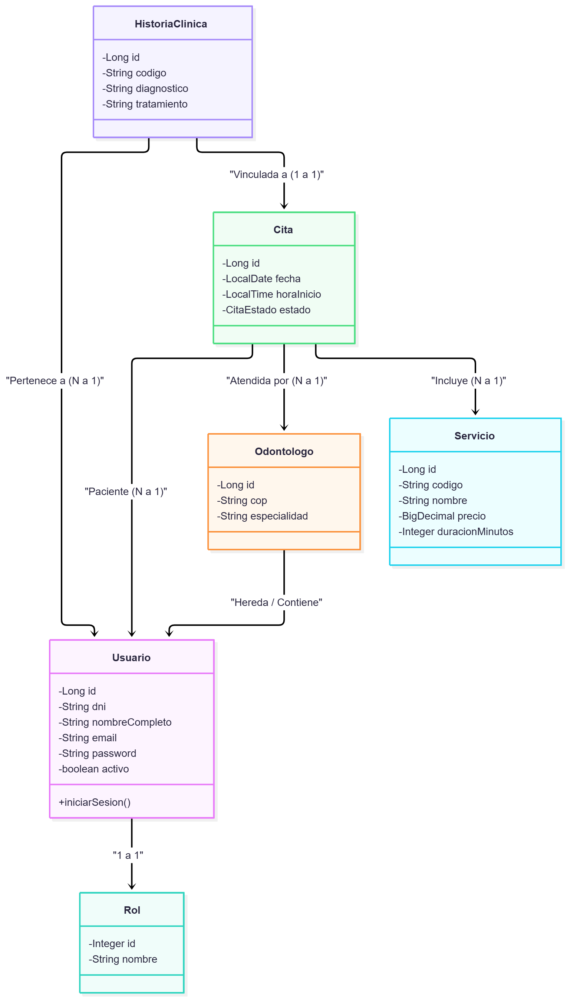 HistoriaClinica
-Long id
-String codigo
-String diagnostico
-String tratamiento
"Vinculada a (1 a 1)"
Cita
-Long id
-LocalDate fecha
-LocalTime horaInicio
-CitaEstado estado
"Pertenece a (N a 1)"
"Atendida por (N a 1)"
"Incluye (N a 1)"
Servicio
-Long id
-String codigo
-String nombre
-BigDecimal precio
-Integer duracionMinutos
Odontologo
-Long id
-String cop
-String especialidad
"Paciente (N a 1)"
"Hereda / Contiene"
Usuario
-Long id
-String dni
-String nombreCompleto
-String email
-String password
-boolean activo
+iniciarSesion()
"1 a 1"
Rol
-Integer id
-String nombre